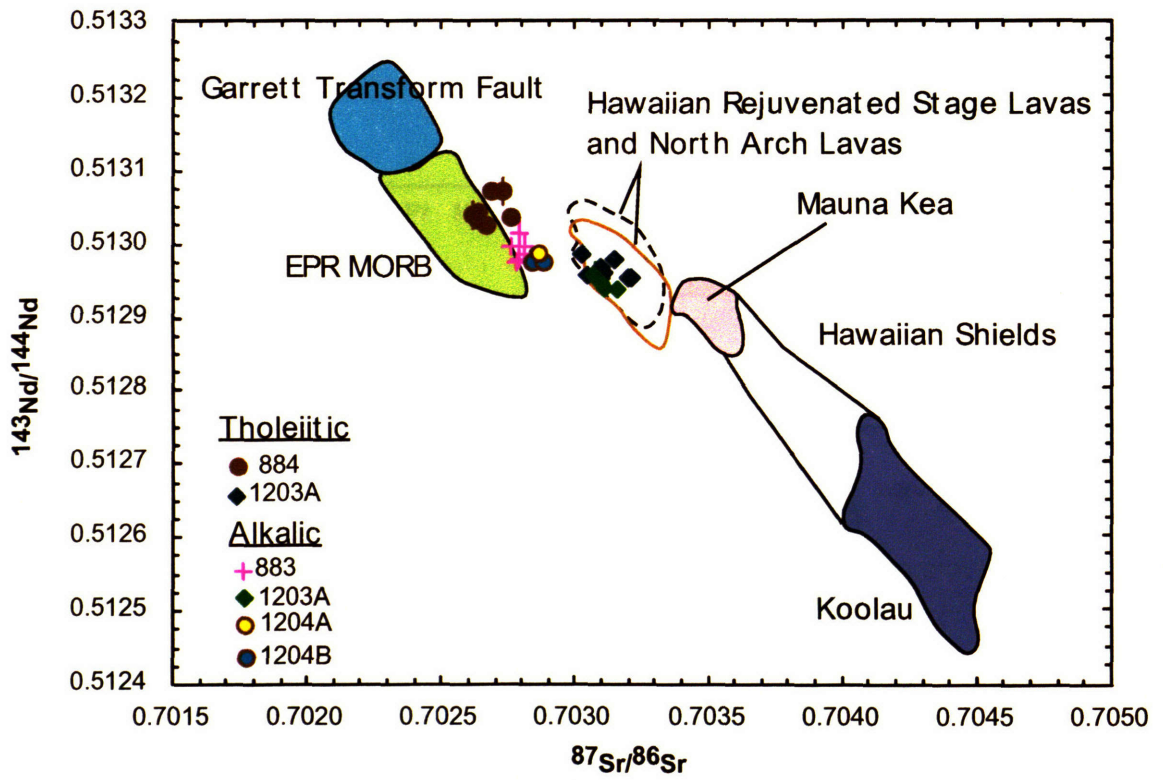 0.5133
0.5132
0.5131
0.5130
0.5129
0.5128
0.5127
0.5126
0.5125
0.5124
143Nd/144Nd
Garrett Transform Fault
Hawaiian Rejuvenated Stage Lavas
and North Arch Lavas
Mauna Kea
EPR MORB
Hawaiian Shields
Koolau
Tholeiitic
884
1203A
Alkalic
883
1203A
1204A
1204B
0.7015 0.7020 0.7025 0.7030 0.7035 0.7040 0.7045 0.7050
87Sr/86Sr